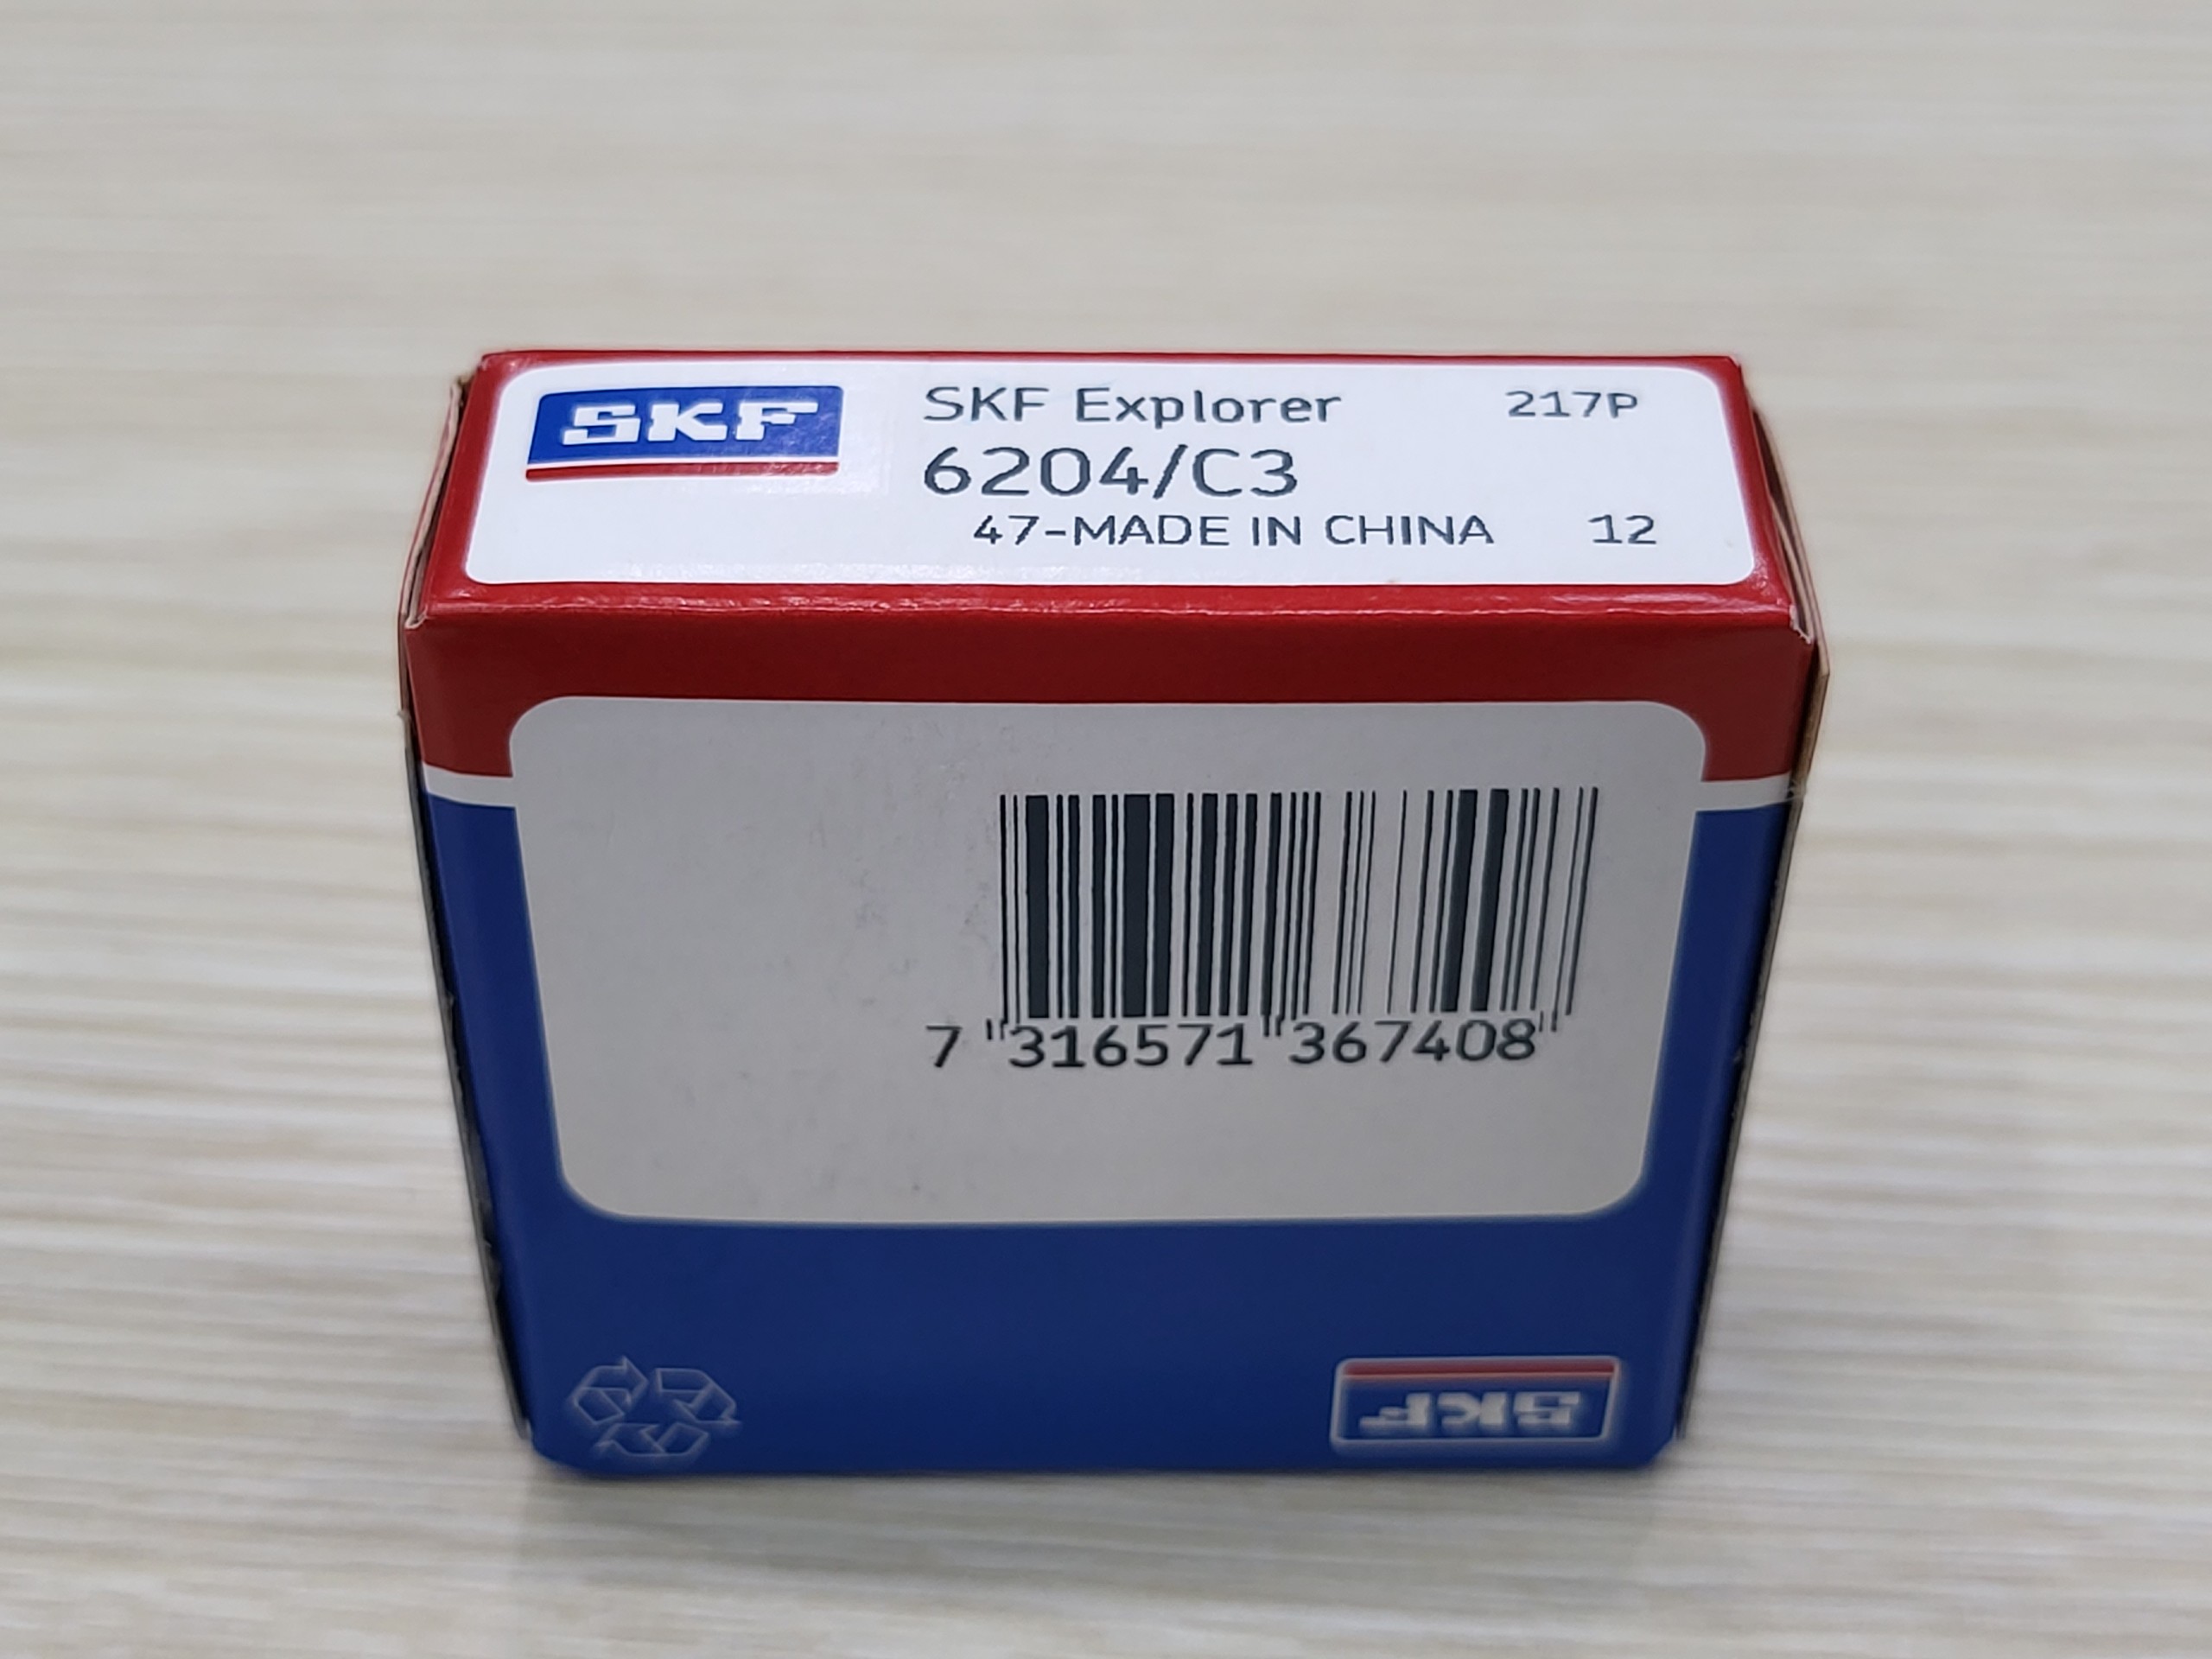 SKF
SKF Explorer 217P
6204/C3
47-MADE IN CHINA 12
7 "316571"367408"
SKF